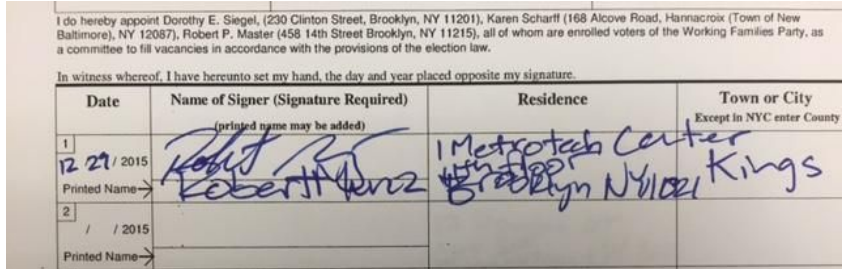 I do hereby appoint Dorothy E. Siegel, (230 Clinton Street, Brooklyn, NY 11201), Karen Scharff (168 Alcove Road, Hannacroix (Town of New
Baltimore), NY 12087), Robert P. Master (458 14th Street Brooklyn, NY 11215), all of whom are enrolled voters of the Working Families Party, as
a committee to fill vacancies in accordance with the provisions of the election law.
In witness whereof, I have hereunto set my hand, the day and year placed opposite my signature.
Date Name of Signer (Signature Required) Residence Town or City
(printed name may be added) Except in NYC enter County
1
12 29 / 2015 Robert 1 Metrotech Center
floor Kings
Printed Name→ Robert Brooklyn NY
2
/ / 2015
Printed Name→